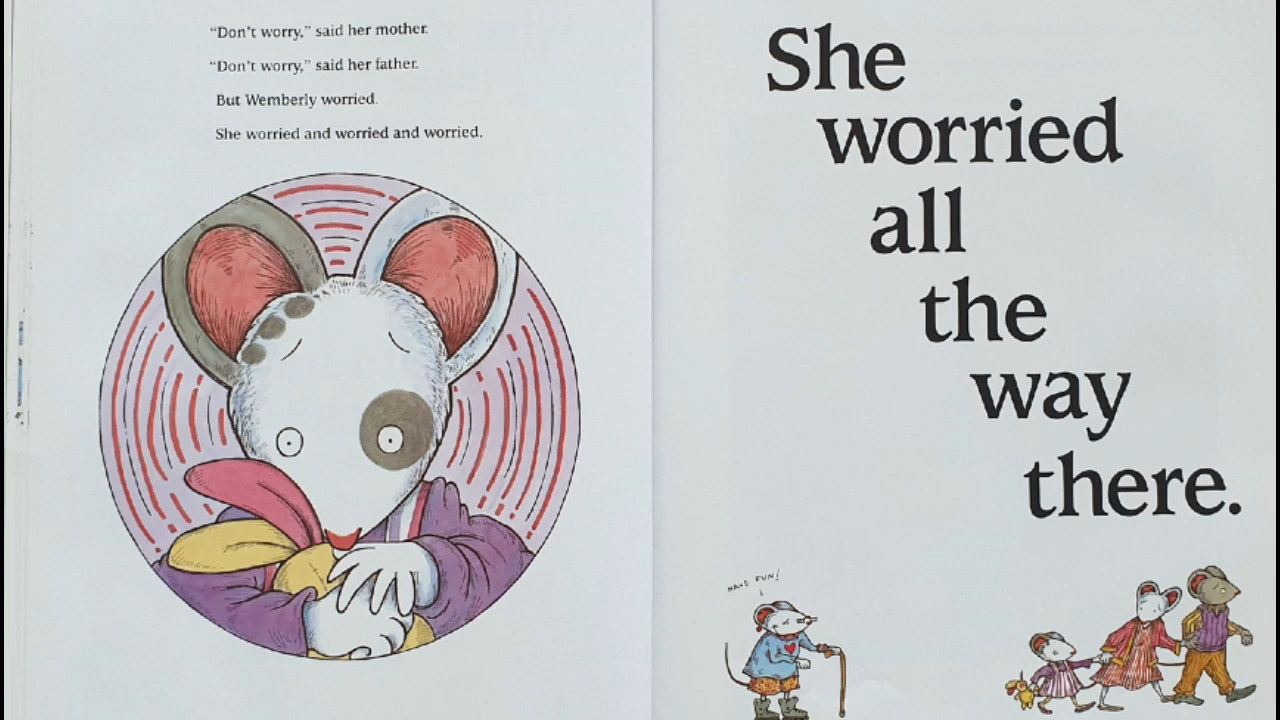 “Don’t worry,” said her mother.
“Don’t worry,” said her father.
But Wemberly worried.
She worried and worried and worried.
She
worried
all
the
way
there.
HAVE FUN!